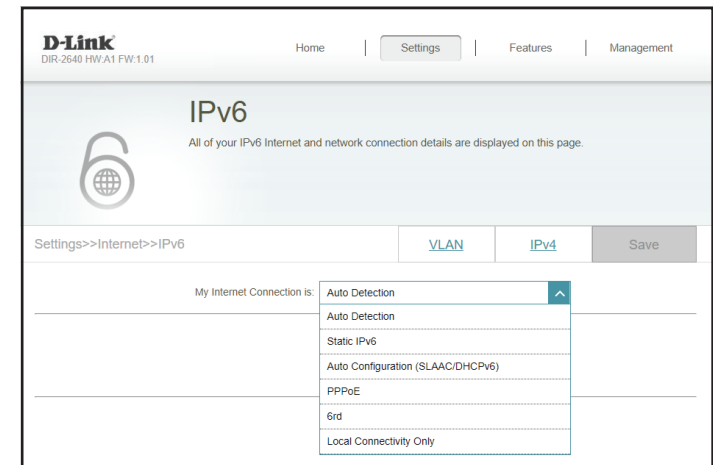 D-Link
DIR-2640 HW:A1 FW:1.01
Home | Settings | Features | Management
IPv6
All of your IPv6 Internet and network connection details are displayed on this page.
Settings>>Internet>>IPv6 VLAN IPv4 Save
My Internet Connection is: Auto Detection
Auto Detection
Static IPv6
Auto Configuration (SLAAC/DHCPv6)
PPPoE
6rd
Local Connectivity Only